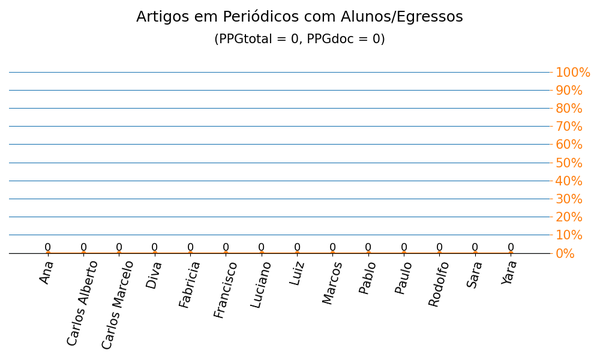 Artigos em Periódicos com Alunos/Egressos
(PPGtotal = 0, PPGdoc = 0)
100%
90%
80%
70%
60%
50%
40%
30%
20%
10%
0%
0 0 0 0 0 0 0 0 0 0 0 0 0 0
Ana
Carlos Alberto
Carlos Marcelo
Diva
Fabricia
Francisco
Luciano
Luiz
Marcos
Pablo
Paulo
Rodolfo
Sara
Yara